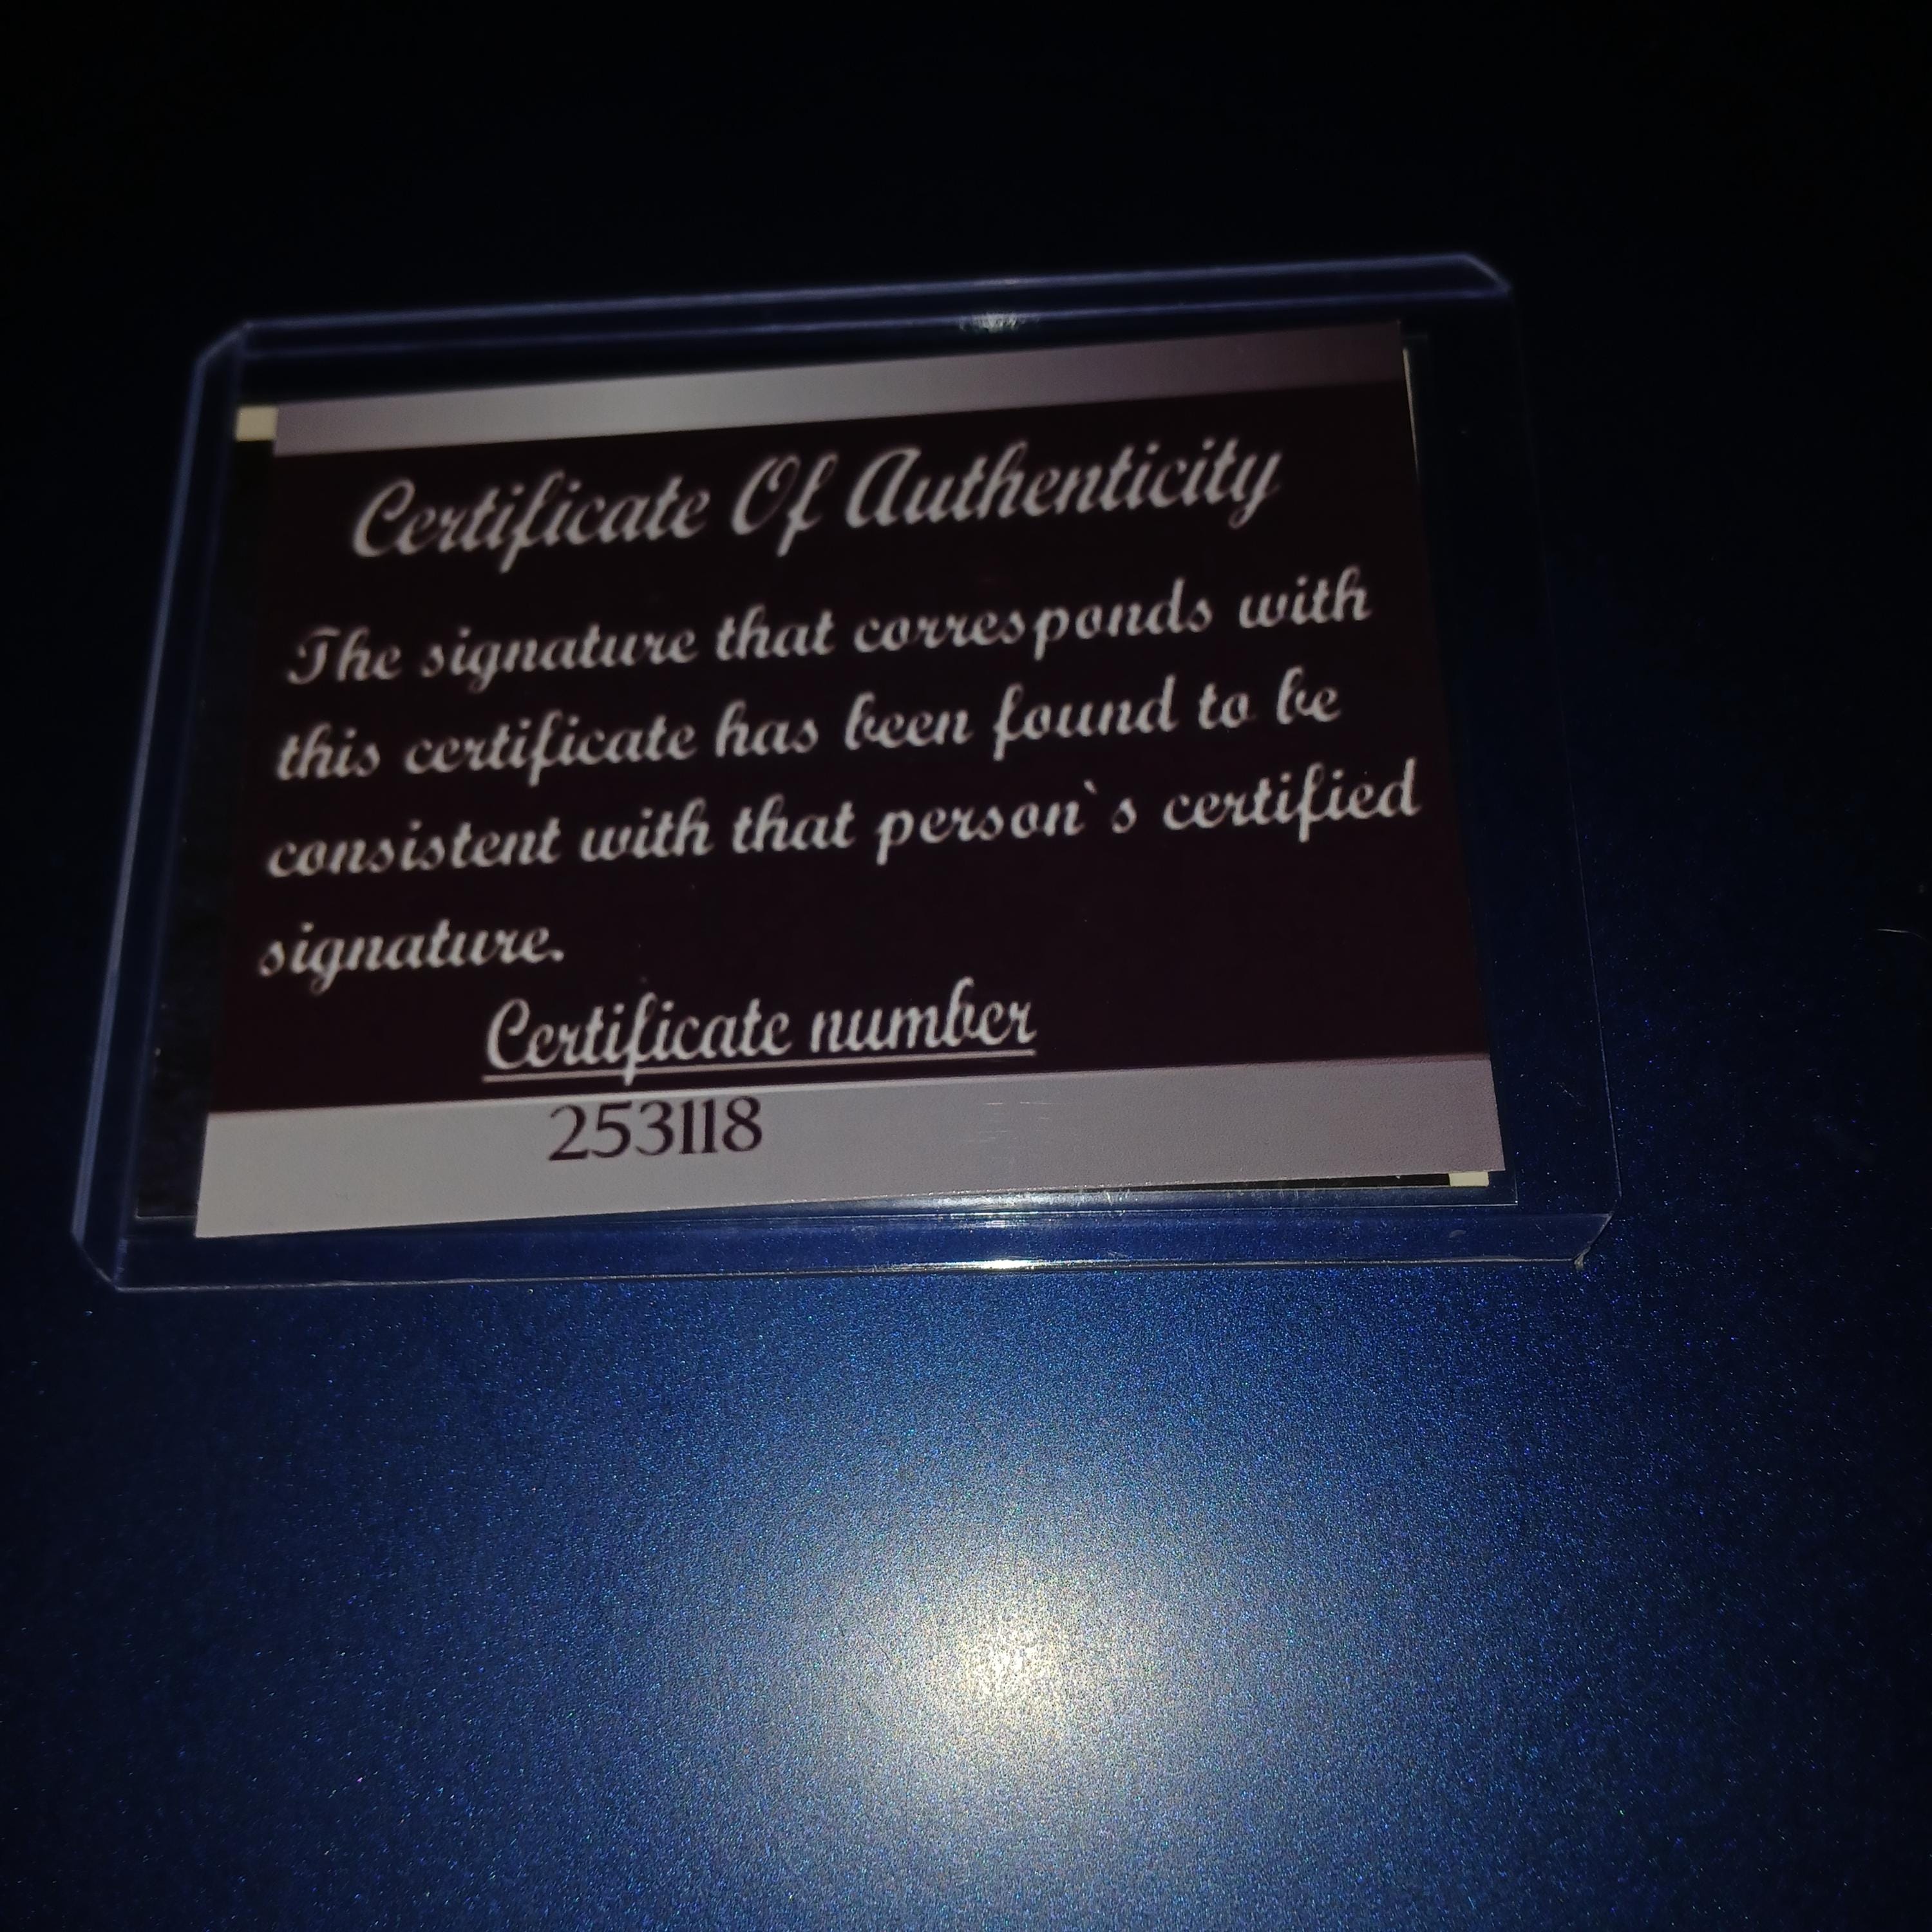 Certificate Of Authenticity
The signature that corresponds with
this certificate has been found to be
consistent with that person`s certified
signature.
Certificate number
253118